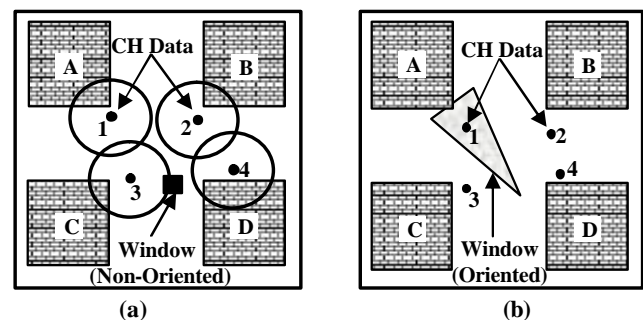 A
CH Data
B
1
2
3
4
C
Window
D
(Non-Oriented)
(a)
A
CH Data
B
1
2
4
3
C
Window
D
(Oriented)
(b)